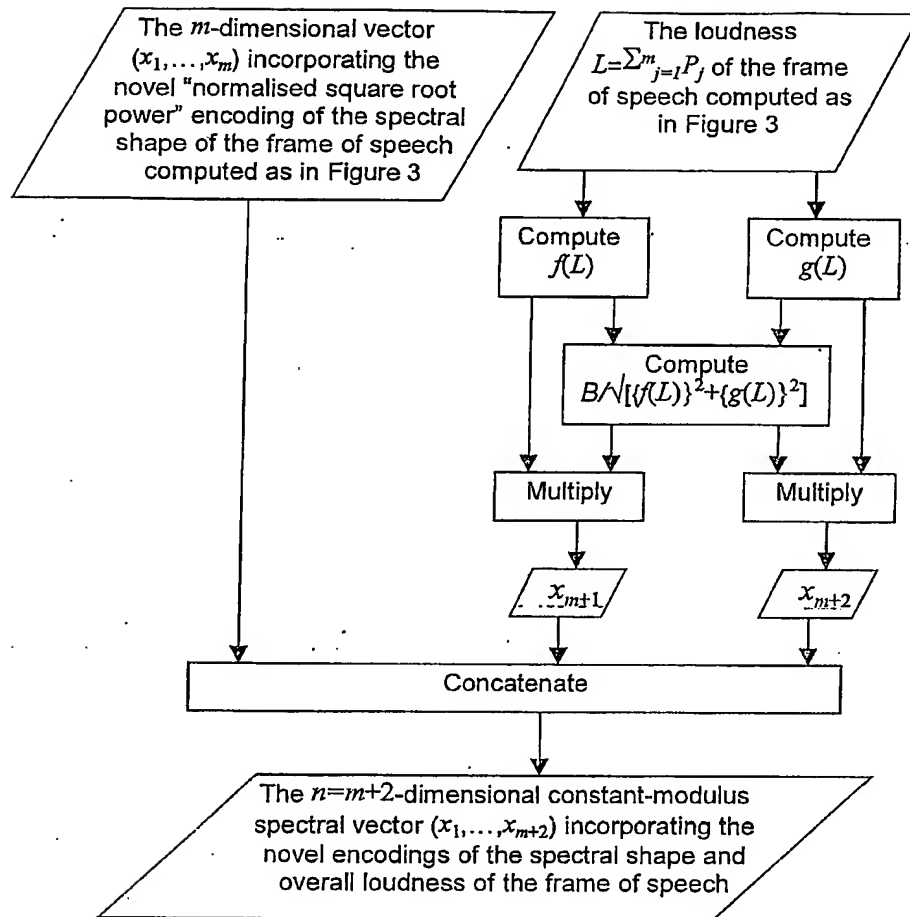 The m-dimensional vector
(x₁,...,xₘ) incorporating the
novel "normalised square root
power" encoding of the spectral
shape of the frame of speech
computed as in Figure 3
The loudness
L=Σᵐⱼ₌₁Pⱼ of the frame
of speech computed as
in Figure 3
Compute
f(L)
Compute
g(L)
Compute
B/√[{f(L)}²+{g(L)}²]
Multiply
Multiply
xₘ₊₁
xₘ₊₂
Concatenate
The n=m+2-dimensional constant-modulus
spectral vector (x₁,...,xₘ₊₂) incorporating the
novel encodings of the spectral shape and
overall loudness of the frame of speech